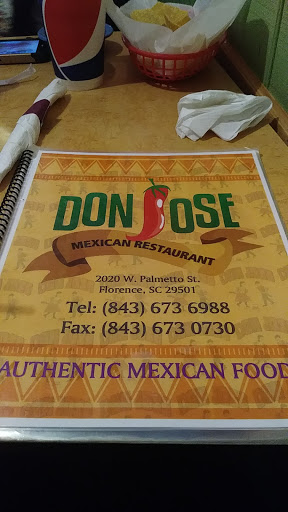 DON JOSE
MEXICAN RESTAURANT
2020 W. Palmetto St.
Florence, SC 29501
Tel: (843) 673 6988
Fax: (843) 673 0730
AUTHENTIC MEXICAN FOOD